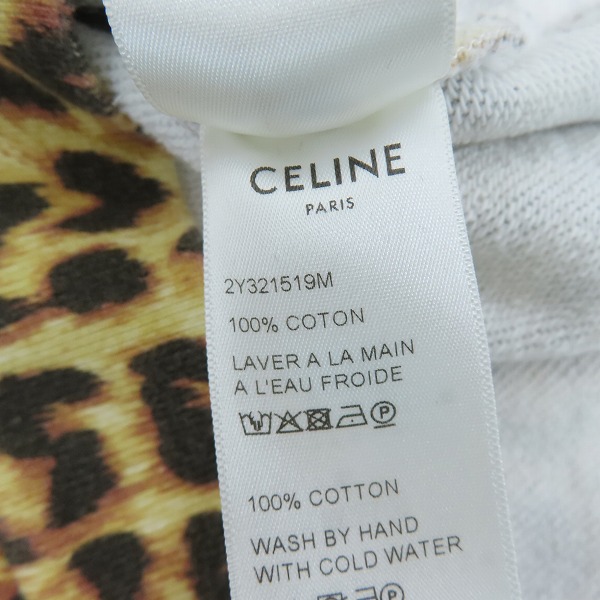 CELINE
PARIS
2Y321519M
100% COTON
LAVER A LA MAIN
A L'EAU FROIDE
P
100% COTTON
WASH BY HAND
WITH COLD WATER